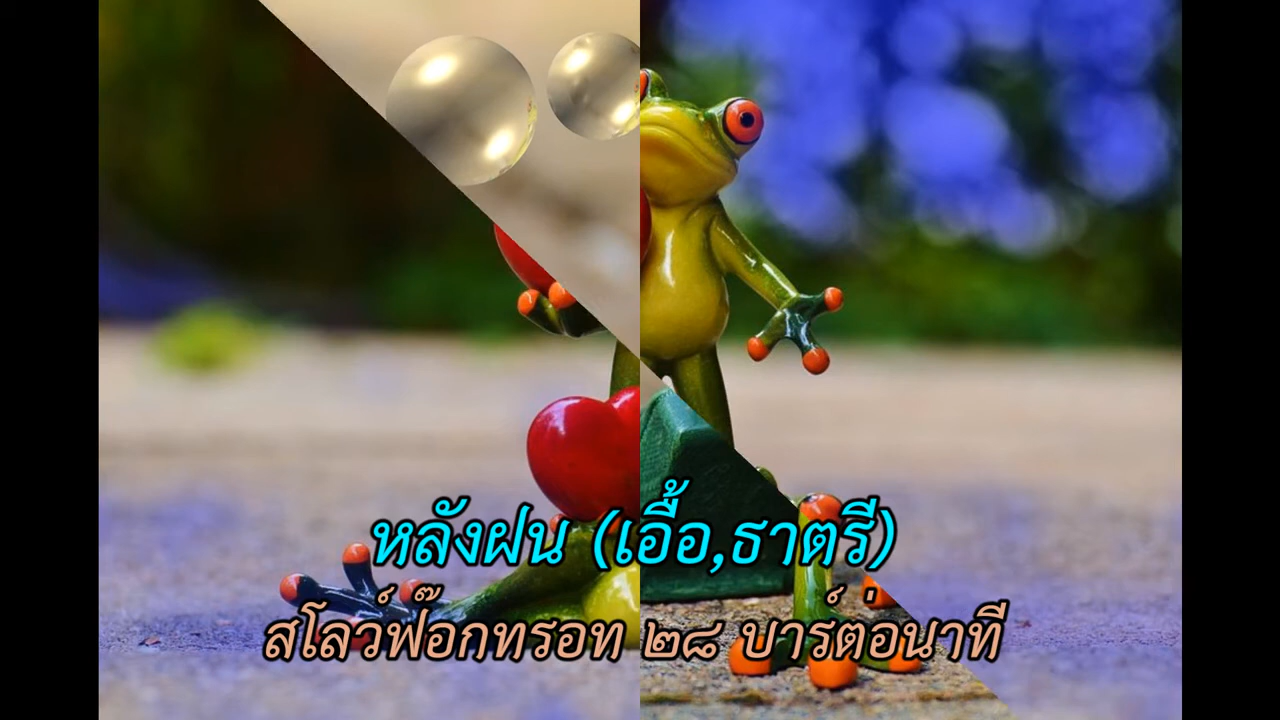 หลังฝน (เอื้อ,ธาตรี)
สโลว์ฟ๊อกทรอท ๒๘ บาร์ต่อนาที